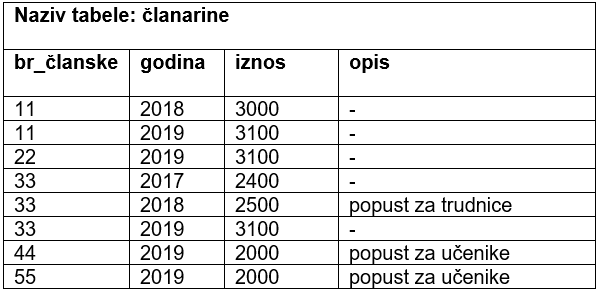 Naziv tabele: članarine
br_članske godina iznos opis
11 2018 3000 -
11 2019 3100 -
22 2019 3100 -
33 2017 2400 -
33 2018 2500 popust za trudnice
33 2019 3100 -
44 2019 2000 popust za učenike
55 2019 2000 popust za učenike